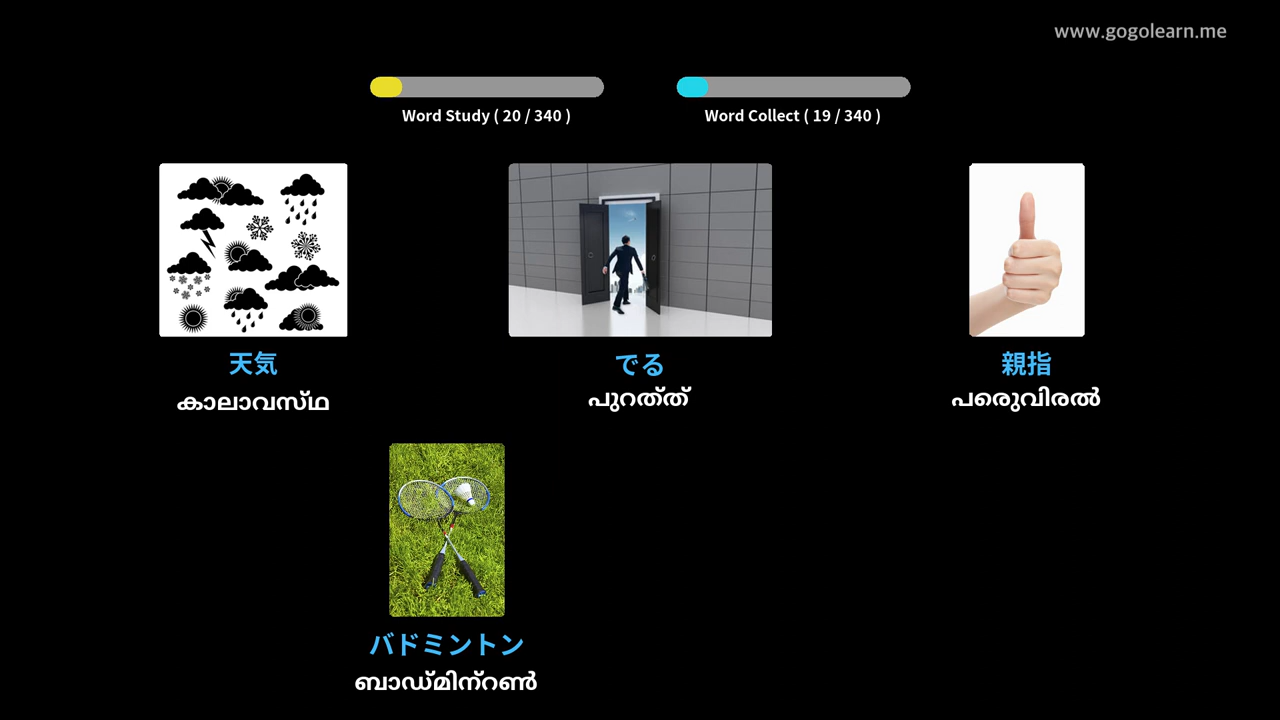 www.gogolearn.me
Word Study ( 20 / 340 )
Word Collect ( 19 / 340 )
天気
കാലാവസ്ഥ
でる
പുറത്ത്
親指
പരെുവിരൽ
バドミントン
ബാഡ്മിന്റൺ